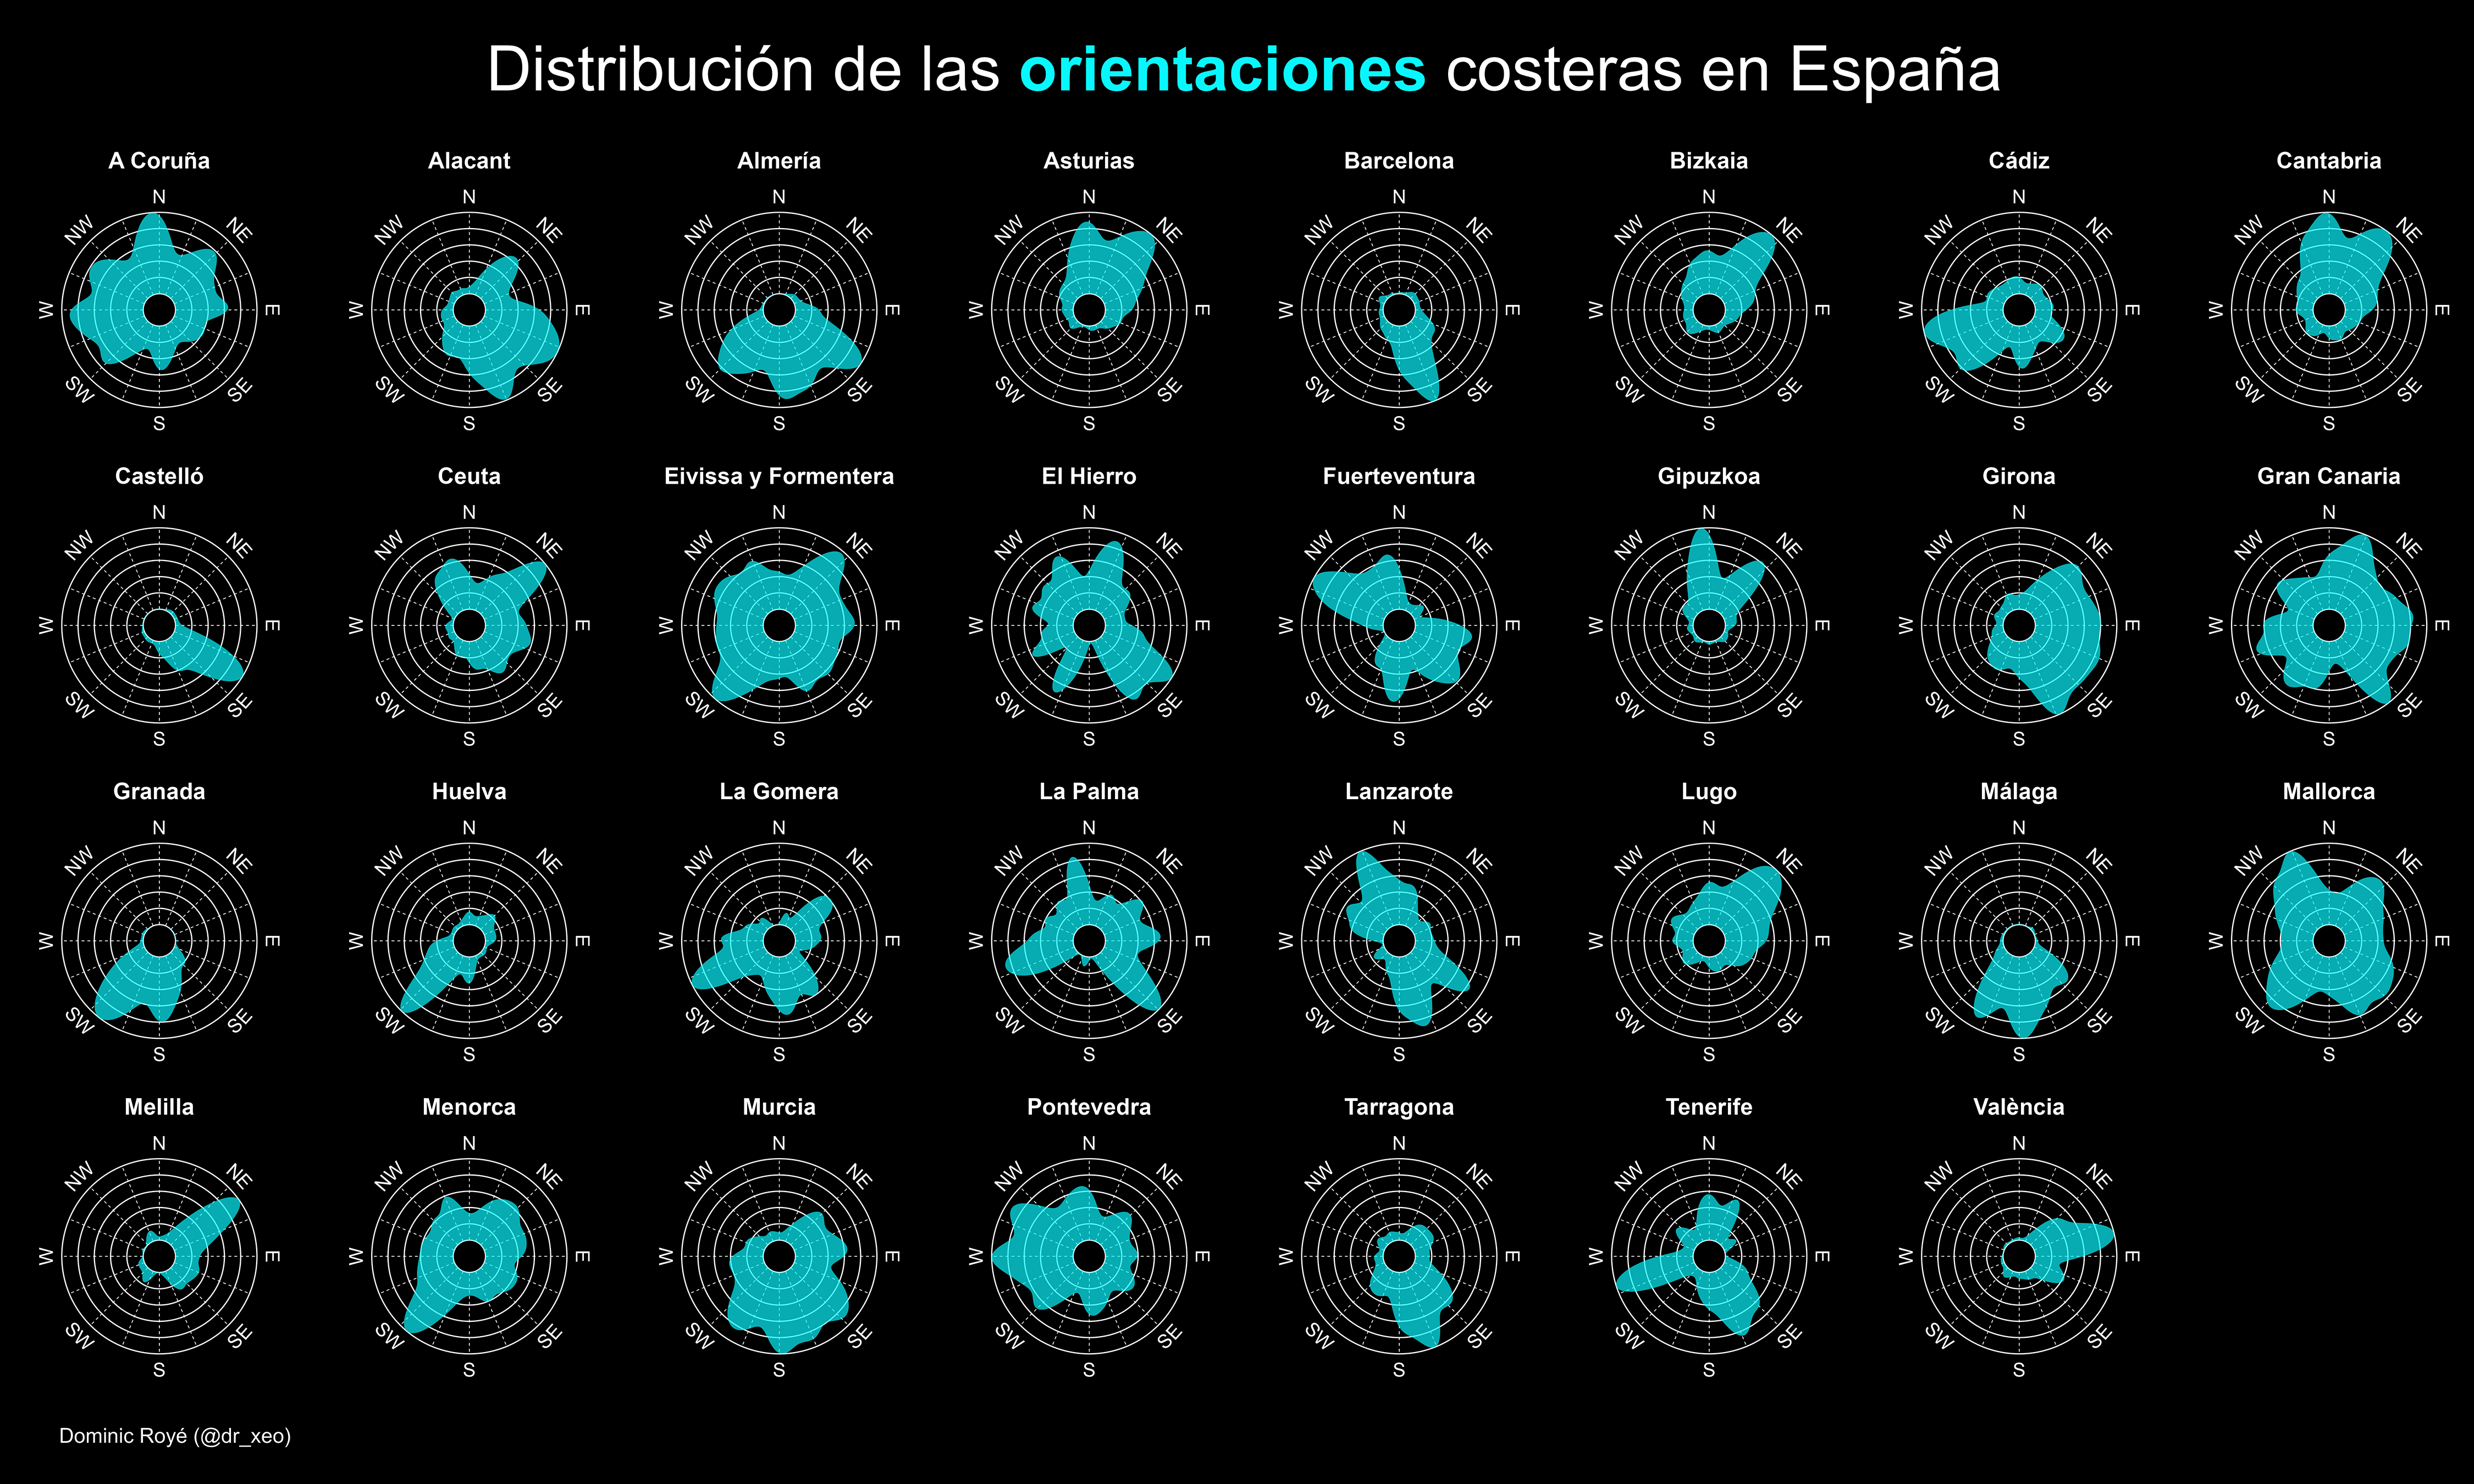 Distribución de las orientaciones costeras en España
A Coruña
N
NE
E
SE
S
SW
W
NW
Alacant
N
NE
E
SE
S
SW
W
NW
Almería
N
NE
E
SE
S
SW
W
NW
Asturias
N
NE
E
SE
S
SW
W
NW
Barcelona
N
NE
E
SE
S
SW
W
NW
Bizkaia
N
NE
E
SE
S
SW
W
NW
Cádiz
N
NE
E
SE
S
SW
W
NW
Cantabria
N
NE
E
SE
S
SW
W
NW
Castelló
N
NE
E
SE
S
SW
W
NW
Ceuta
N
NE
E
SE
S
SW
W
NW
Eivissa y Formentera
N
NE
E
SE
S
SW
W
NW
El Hierro
N
NE
E
SE
S
SW
W
NW
Fuerteventura
N
NE
E
SE
S
SW
W
NW
Gipuzkoa
N
NE
E
SE
S
SW
W
NW
Girona
N
NE
E
SE
S
SW
W
NW
Gran Canaria
N
NE
E
SE
S
SW
W
NW
Granada
N
NE
E
SE
S
SW
W
NW
Huelva
N
NE
E
SE
S
SW
W
NW
La Gomera
N
NE
E
SE
S
SW
W
NW
La Palma
N
NE
E
SE
S
SW
W
NW
Lanzarote
N
NE
E
SE
S
SW
W
NW
Lugo
N
NE
E
SE
S
SW
W
NW
Málaga
N
NE
E
SE
S
SW
W
NW
Mallorca
N
NE
E
SE
S
SW
W
NW
Melilla
N
NE
E
SE
S
SW
W
NW
Menorca
N
NE
E
SE
S
SW
W
NW
Murcia
N
NE
E
SE
S
SW
W
NW
Pontevedra
N
NE
E
SE
S
SW
W
NW
Tarragona
N
NE
E
SE
S
SW
W
NW
Tenerife
N
NE
E
SE
S
SW
W
NW
València
N
NE
E
SE
S
SW
W
NW
Dominic Royé (@dr_xeo)